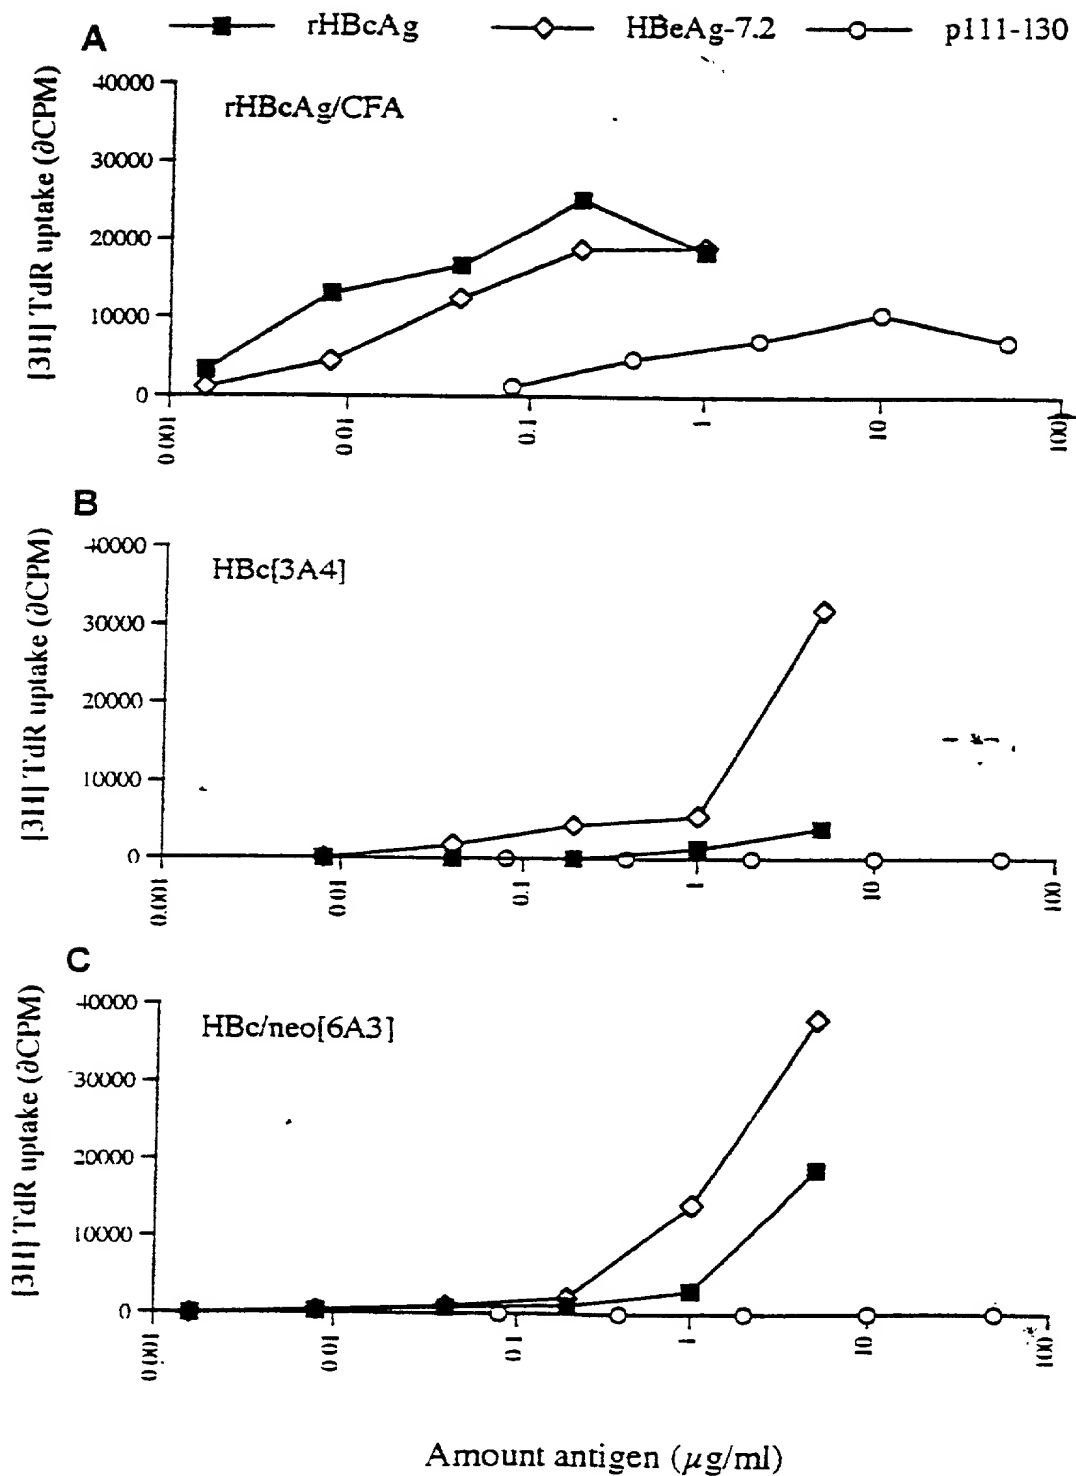 A
rHBcAg HBeAg-7.2 p111-130
rHBcAg/CFA
[3H] TdR uptake (∂CPM)
40000
30000
20000
10000
0
0.001 0.01 0.1 1 10 100
B
HBc[3A4]
[3H] TdR uptake (∂CPM)
40000
30000
20000
10000
0
0.001 0.01 0.1 1 10 100
C
HBc/neo[6A3]
[3H] TdR uptake (∂CPM)
40000
30000
20000
10000
0
0.001 0.01 0.1 1 10 100
Amount antigen (µg/ml)